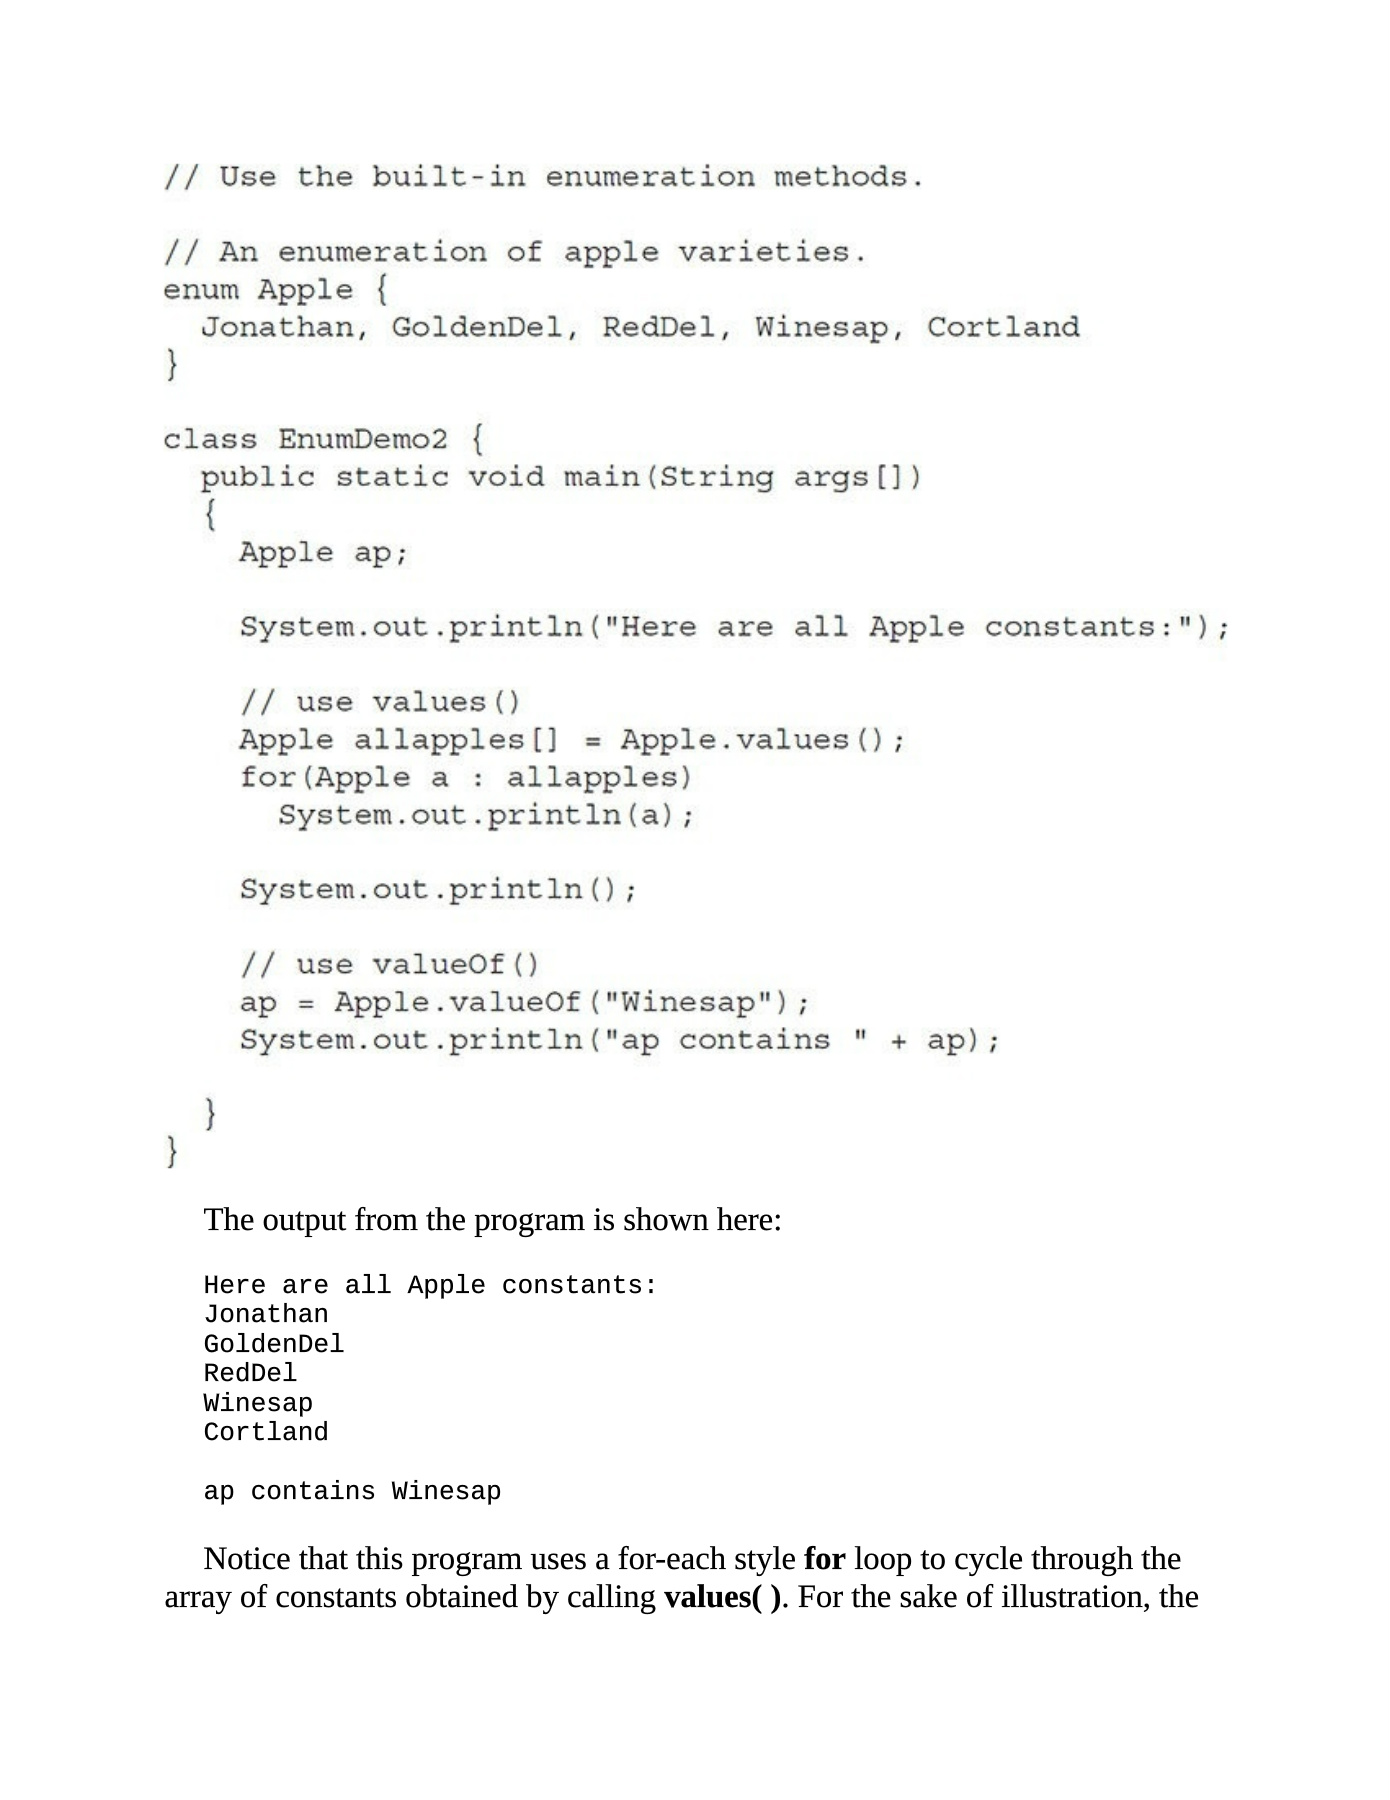 // Use the built-in enumeration methods.

// An enumeration of apple varieties.
enum Apple {
  Jonathan, GoldenDel, RedDel, Winesap, Cortland
}

class EnumDemo2 {
  public static void main(String args[])
  {
    Apple ap;

    System.out.println("Here are all Apple constants:");

    // use values()
    Apple allapples[] = Apple.values();
    for(Apple a : allapples)
      System.out.println(a);

    System.out.println();

    // use valueOf()
    ap = Apple.valueOf("Winesap");
    System.out.println("ap contains " + ap);

  }
}
The output from the program is shown here:
Here are all Apple constants:
Jonathan
GoldenDel
RedDel
Winesap
Cortland

ap contains Winesap
Notice that this program uses a for-each style for loop to cycle through the
array of constants obtained by calling values( ). For the sake of illustration, the